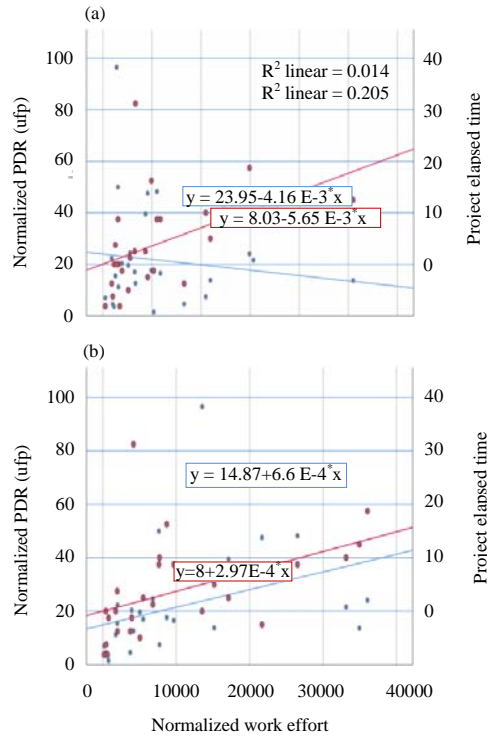 (a)
R² linear = 0.014
R² linear = 0.205
y = 23.95-4.16 E-3*x
y = 8.03-5.65 E-3*x
Normalized PDR (ufp)
100
80
60
40
20
0
Project elapsed time
40
30
20
10
0
(b)
y = 14.87+6.6 E-4*x
y=8+2.97E-4*x
Normalized PDR (ufp)
100
80
60
40
20
0
Project elapsed time
40
30
20
10
0
0 10000 20000 30000 40000
Normalized work effort